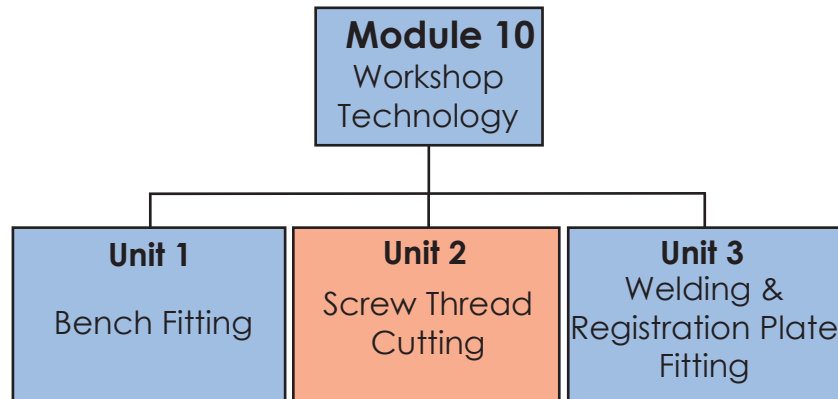 Module 10
Workshop
Technology
Unit 1
Bench Fitting
Unit 2
Screw Thread
Cutting
Unit 3
Welding &
Registration Plate
Fitting